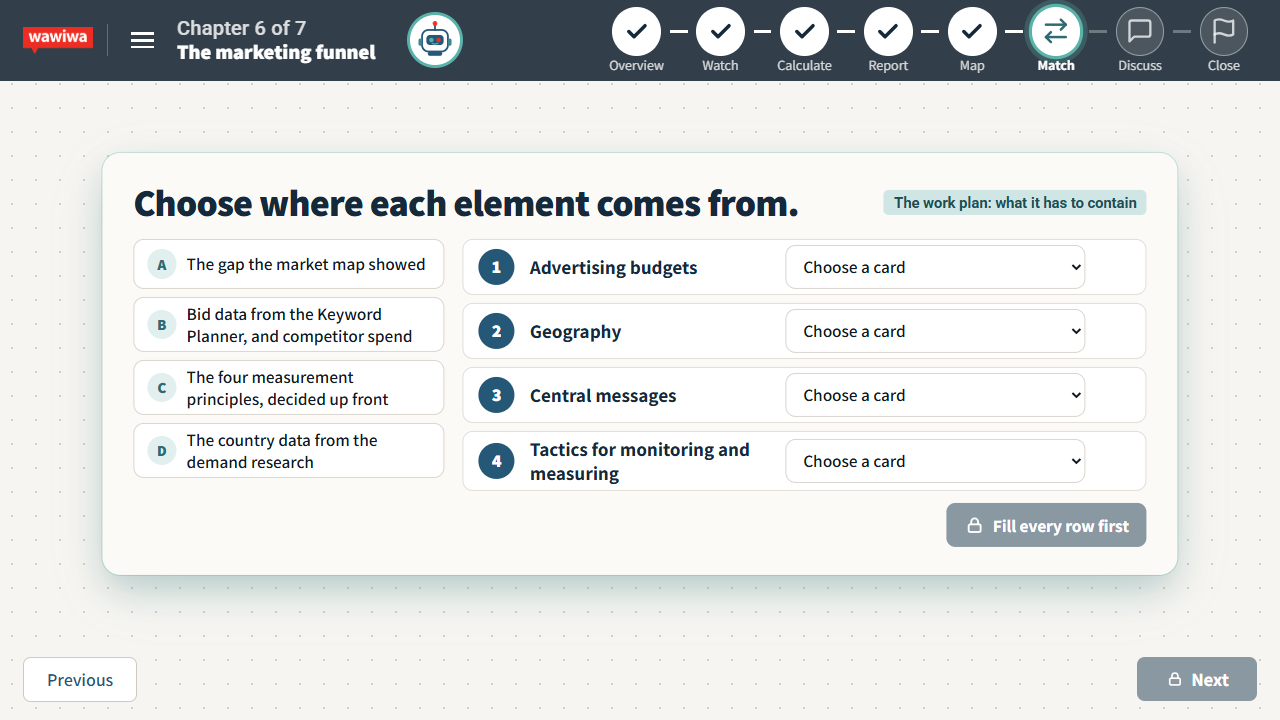 wawiwa
Chapter 6 of 7
The marketing funnel
Overview
Watch
Calculate
Report
Map
Match
Discuss
Close
Choose where each element comes from.
The work plan: what it has to contain
A
The gap the market map showed
B
Bid data from the Keyword
Planner, and competitor spend
C
The four measurement
principles, decided up front
D
The country data from the
demand research
1
Advertising budgets
Choose a card
2
Geography
Choose a card
3
Central messages
Choose a card
4
Tactics for monitoring and
measuring
Choose a card
Fill every row first
Previous
Next